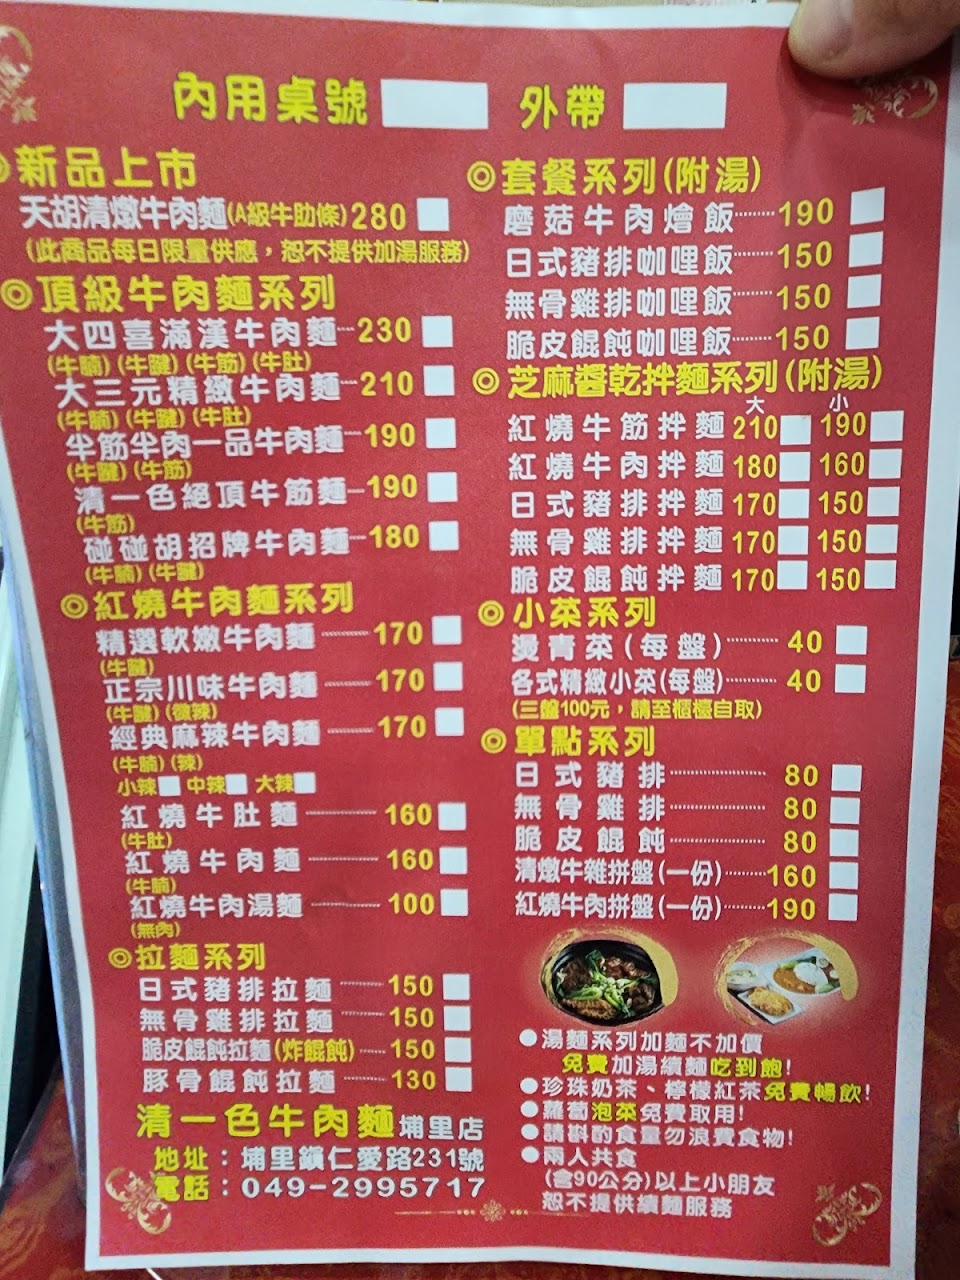 內用桌號 外帶
◎新品上市
天胡清燉牛肉麵(A級牛肋條)280
(此商品每日限量供應，恕不提供加湯服務)
◎頂級牛肉麵系列
大四喜滿漢牛肉麵 230
(牛腩)(牛腱)(牛筋)(牛肚)
大三元精緻牛肉麵 210
(牛腩)(牛腱)(牛肚)
半筋半肉一品牛肉麵 190
(牛腱)(牛筋)
清一色絕頂牛筋麵 190
(牛筋)
碰碰胡招牌牛肉麵 180
(牛腩)(牛腱)
◎紅燒牛肉麵系列
精選軟嫩牛肉麵 170
(牛腱)
正宗川味牛肉麵 170
(牛腱)(微辣)
經典麻辣牛肉麵 170
(牛腩)(辣)
小辣 中辣 大辣
紅燒牛肚麵 160
(牛肚)
紅燒牛肉麵 160
(牛腩)
紅燒牛肉湯麵 100
(無肉)
◎拉麵系列
日式豬排拉麵 150
無骨雞排拉麵 150
脆皮餛飩拉麵(炸餛飩) 150
豚骨餛飩拉麵 130
清一色牛肉麵 埔里店
地址：埔里鎮仁愛路231號
電話：049-2995717
◎套餐系列(附湯)
蘑菇牛肉燴飯 190
日式豬排咖哩飯 150
無骨雞排咖哩飯 150
脆皮餛飩咖哩飯 150
◎芝麻醬乾拌麵系列(附湯)
大 小
紅燒牛筋拌麵 210 190
紅燒牛肉拌麵 180 160
日式豬排拌麵 170 150
無骨雞排拌麵 170 150
脆皮餛飩拌麵 170 150
◎小菜系列
燙青菜(每盤) 40
各式精緻小菜(每盤) 40
(三盤100元，請至櫃檯自取)
◎單點系列
日式豬排 80
無骨雞排 80
脆皮餛飩 80
清燉牛雜拼盤(一份) 160
紅燒牛肉拼盤(一份) 190
●湯麵系列加麵不加價
免費加湯續麵吃到飽!
●珍珠奶茶、檸檬紅茶免費暢飲!
●蘿蔔泡菜免費取用!
●請斟酌食量勿浪費食物!
●兩人共食
(含90公分)以上小朋友
恕不提供續麵服務